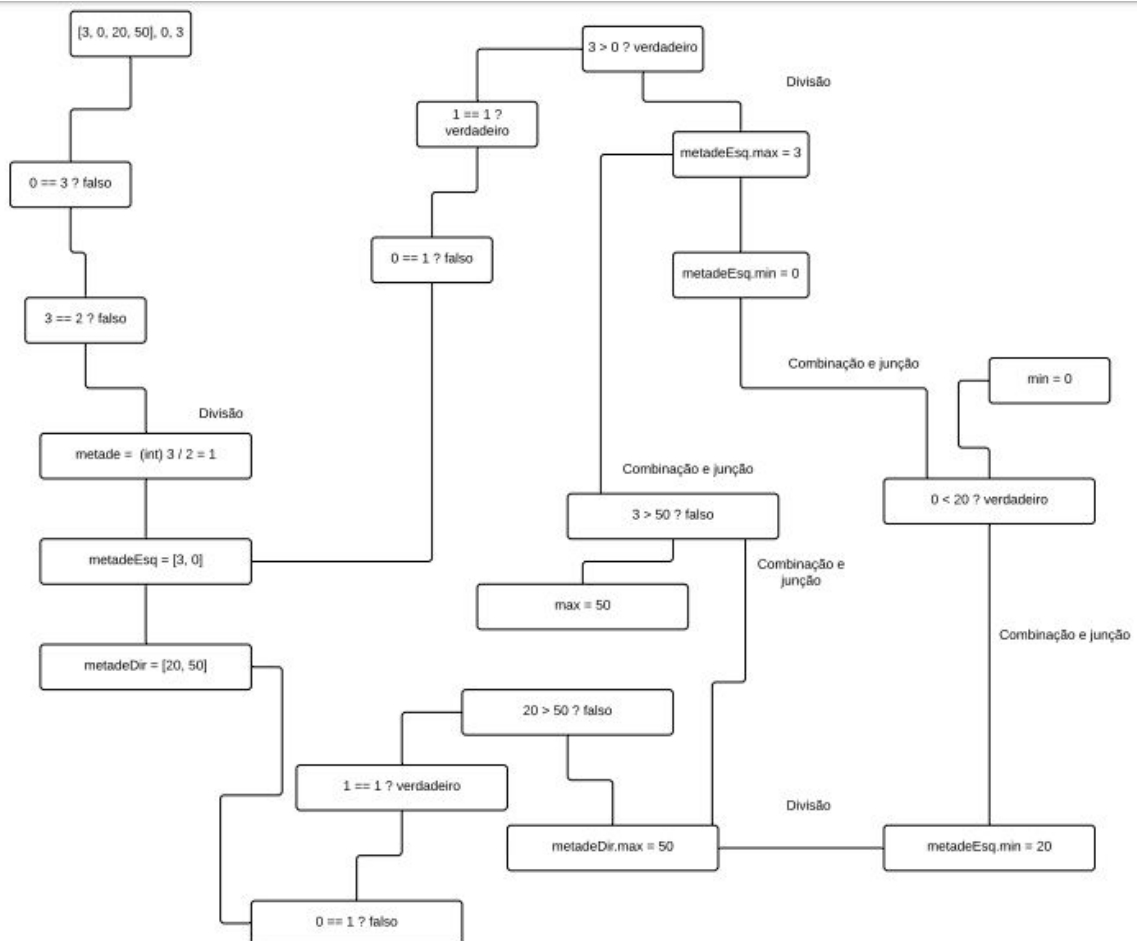 [3, 0, 20, 50], 0, 3
0 == 3 ? falso
3 == 2 ? falso
Divisão
metade =  (int) 3 / 2 = 1
metadeEsq = [3, 0]
metadeDir = [20, 50]
0 == 1 ? falso
1 == 1 ?
verdadeiro
3 > 0 ? verdadeiro
Divisão
metadeEsq.max = 3
metadeEsq.min = 0
Combinação e junção
min = 0
0 < 20 ? verdadeiro
Combinação e junção
3 > 50 ? falso
max = 50
Combinação e
junção
Combinação e junção
20 > 50 ? falso
1 == 1 ? verdadeiro
0 == 1 ? falso
metadeDir.max = 50
Divisão
metadeEsq.min = 20